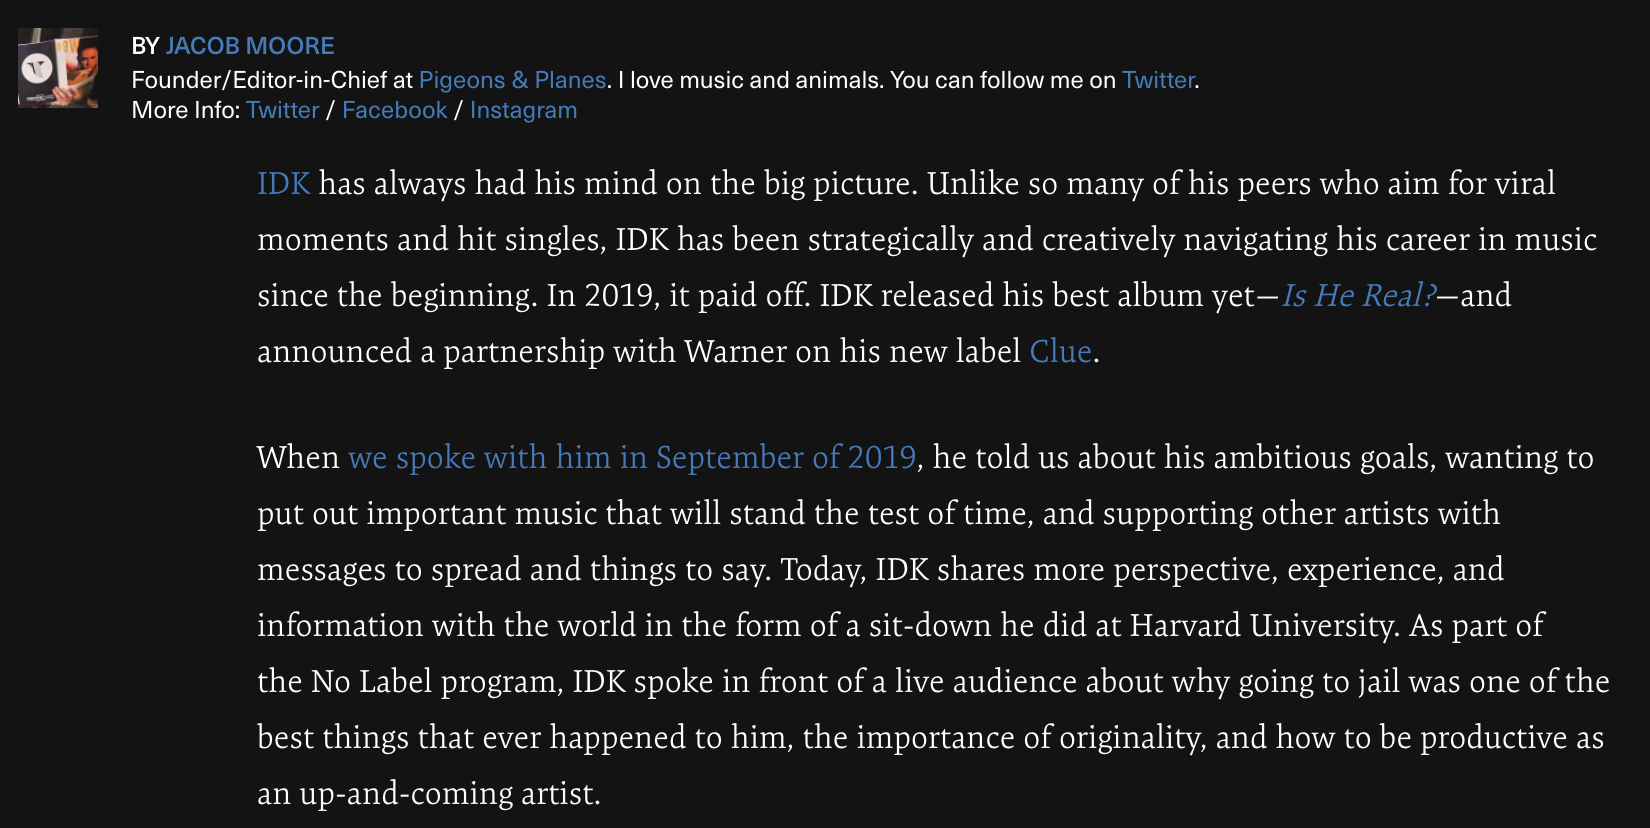 BY JACOB MOORE
Founder/Editor-in-Chief at Pigeons & Planes. I love music and animals. You can follow me on Twitter.
More Info: Twitter / Facebook / Instagram
IDK has always had his mind on the big picture. Unlike so many of his peers who aim for viral
moments and hit singles, IDK has been strategically and creatively navigating his career in music
since the beginning. In 2019, it paid off. IDK released his best album yet—Is He Real?—and
announced a partnership with Warner on his new label Clue.
When we spoke with him in September of 2019, he told us about his ambitious goals, wanting to
put out important music that will stand the test of time, and supporting other artists with
messages to spread and things to say. Today, IDK shares more perspective, experience, and
information with the world in the form of a sit-down he did at Harvard University. As part of
the No Label program, IDK spoke in front of a live audience about why going to jail was one of the
best things that ever happened to him, the importance of originality, and how to be productive as
an up-and-coming artist.